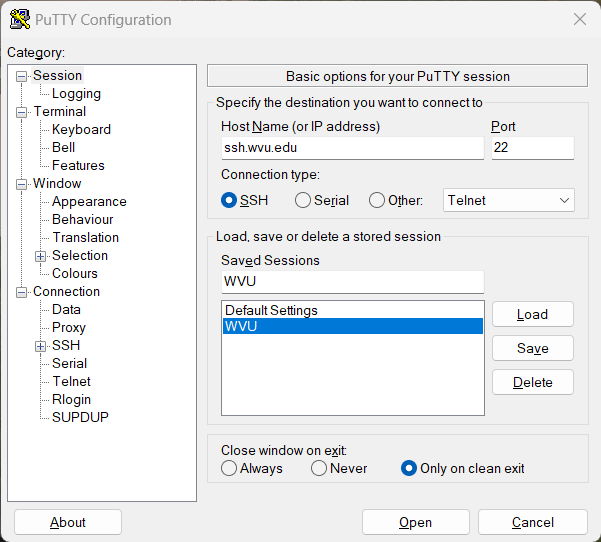 PuTTY Configuration
Category:
Session
Logging
Terminal
Keyboard
Bell
Features
Window
Appearance
Behaviour
Translation
Selection
Colours
Connection
Data
Proxy
SSH
Serial
Telnet
Rlogin
SUPDUP
Basic options for your PuTTY session
Specify the destination you want to connect to
Host Name (or IP address) Port
ssh.wvu.edu 22
Connection type:
SSH Serial Other: Telnet
Load, save or delete a stored session
Saved Sessions
WVU
Default Settings
WVU
Load
Save
Delete
Close window on exit:
Always Never Only on clean exit
About Open Cancel